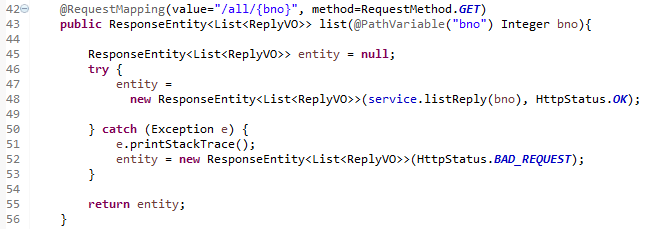 42 @RequestMapping(value="/all/{bno}", method=RequestMethod.GET)
43 public ResponseEntity<List<ReplyVO>> list(@PathVariable("bno") Integer bno){
44
45 ResponseEntity<List<ReplyVO>> entity = null;
46 try {
47 entity =
48 new ResponseEntity<List<ReplyVO>>(service.listReply(bno), HttpStatus.OK);
49
50 } catch (Exception e) {
51 e.printStackTrace();
52 entity = new ResponseEntity<List<ReplyVO>>(HttpStatus.BAD_REQUEST);
53 }
54
55 return entity;
56 }